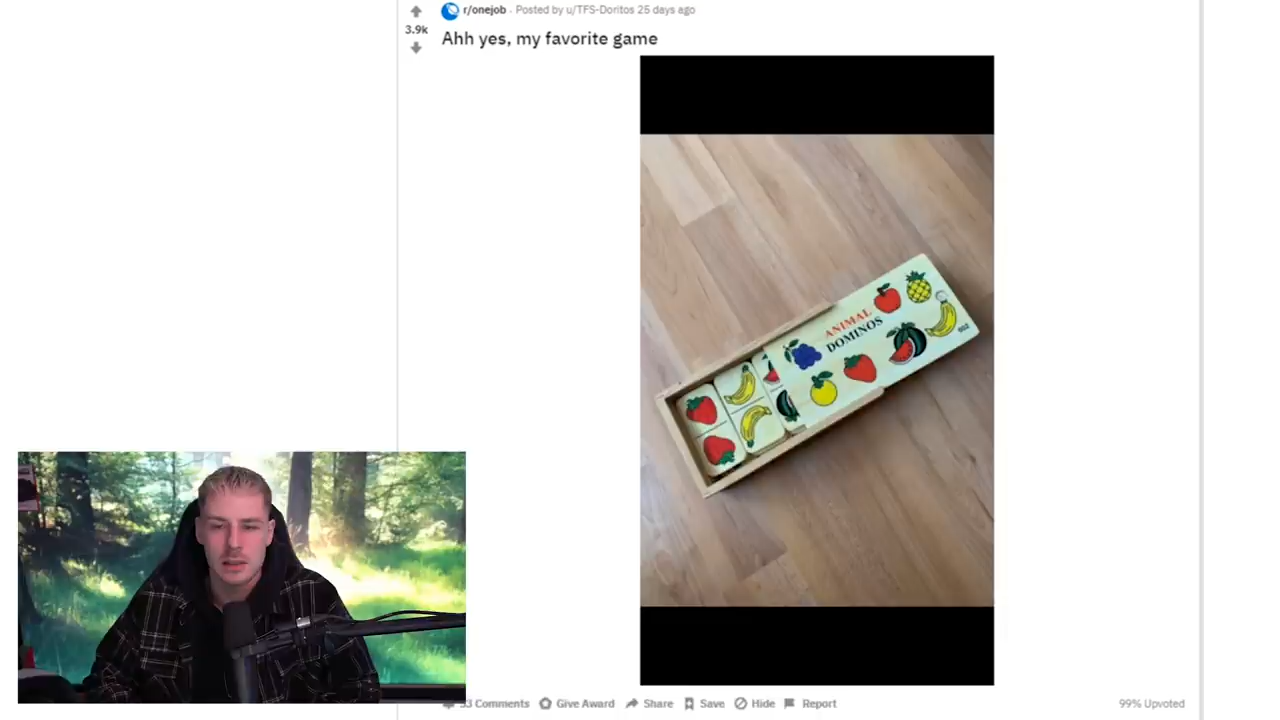 r/onejob · Posted by u/TFS-Doritos 25 days ago
3.9k
Ahh yes, my favorite game
ANIMAL
DOMINOS
Comments Give Award Share Save Hide Report
99% Upvoted